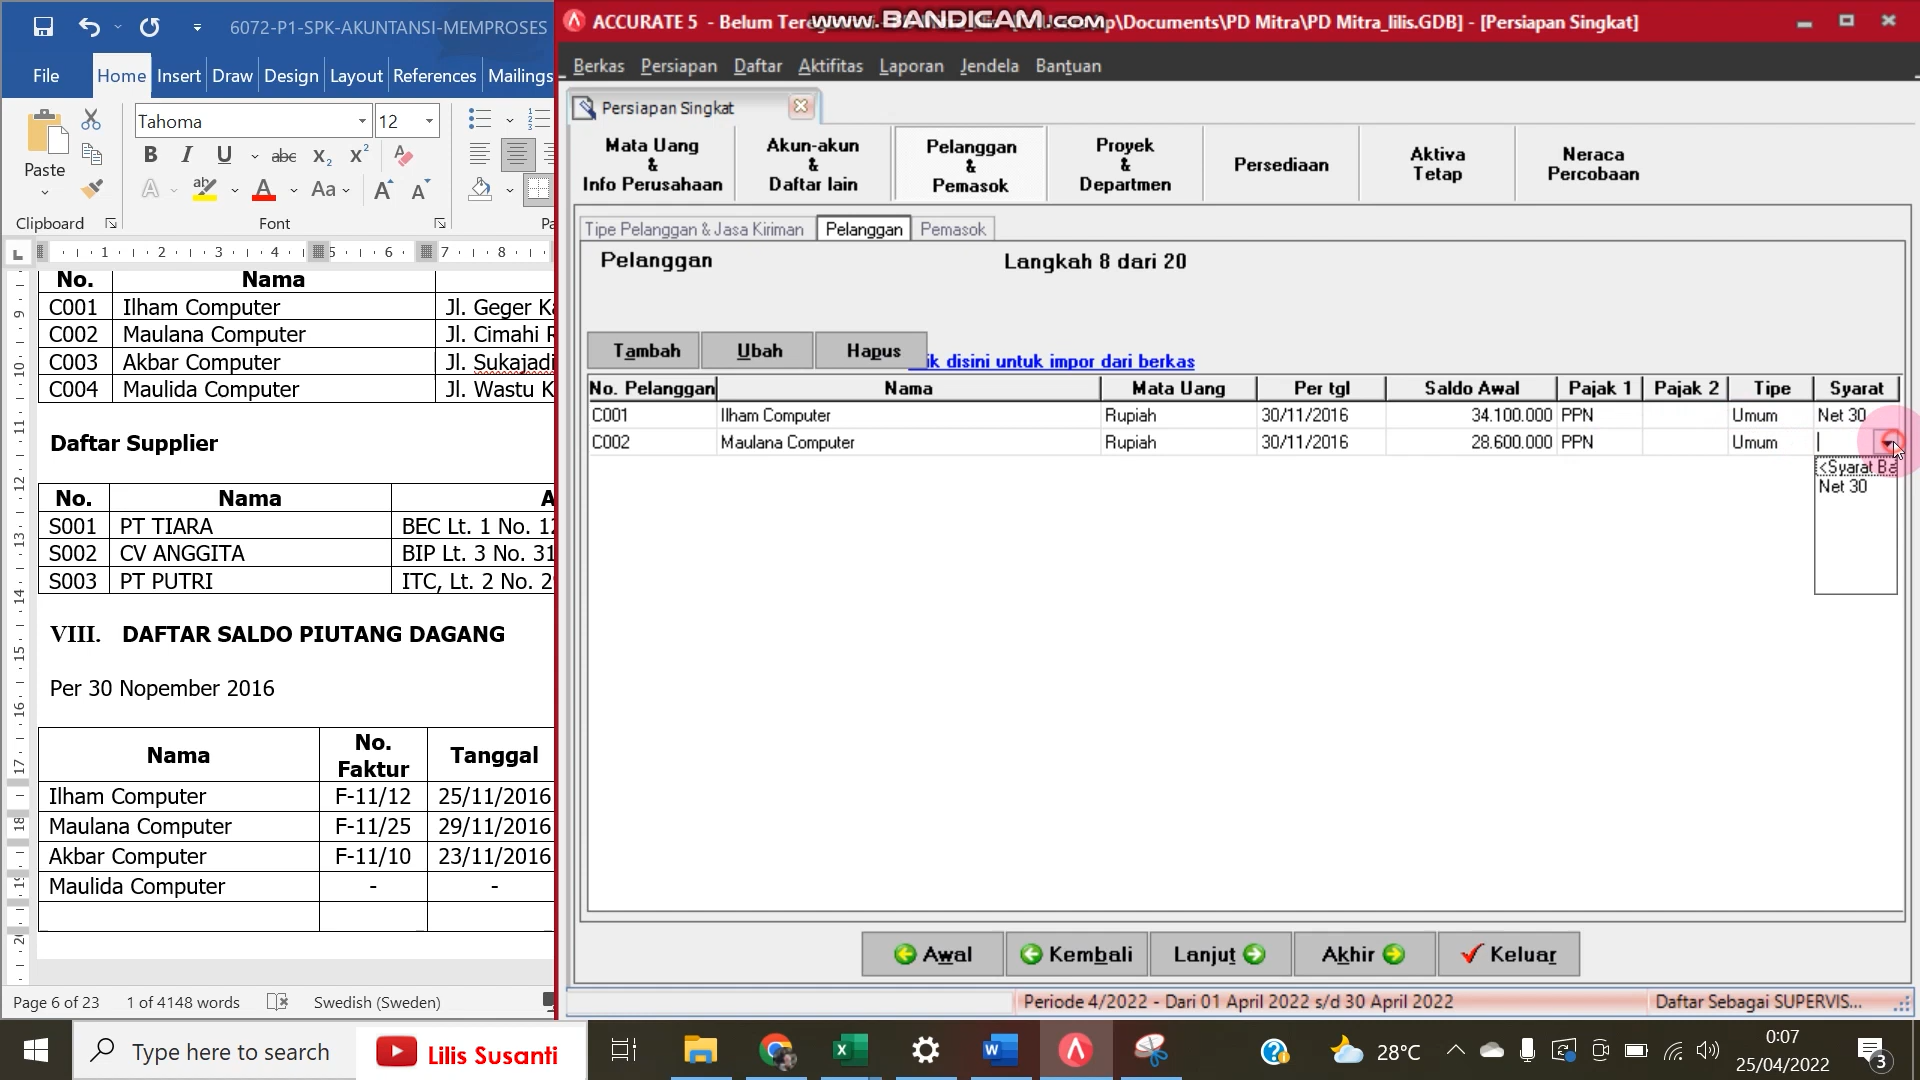 6072-P1-SPK-AKUNTANSI-MEMPROSES
File Home Insert Draw Design Layout References Mailings
Tahoma 12
Paste
Clipboard Font
No. Nama
C001 Ilham Computer Jl. Geger
C002 Maulana Computer Jl. Cimahi
C003 Akbar Computer Jl. Sukajadi
C004 Maulida Computer Jl. Wastu
Daftar Supplier
No. Nama
S001 PT TIARA BEC Lt. 1 No. 12
S002 CV ANGGITA BIP Lt. 3 No. 31
S003 PT PUTRI ITC, Lt. 2 No.
VIII. DAFTAR SALDO PIUTANG DAGANG
Per 30 Nopember 2016
Nama No. Faktur Tanggal
Ilham Computer F-11/12 25/11/2016
Maulana Computer F-11/25 29/11/2016
Akbar Computer F-11/10 23/11/2016
Maulida Computer - -
Page 6 of 23 1 of 4148 words Swedish (Sweden)
ACCURATE 5 - Belum \Documents\PD Mitra\PD Mitra_lilis.GDB] - [Persiapan Singkat]
www.BANDICAM.com
Berkas Persiapan Daftar Aktifitas Laporan Jendela Bantuan
Persiapan Singkat
Mata Uang & Info Perusahaan
Akun-akun & Daftar lain
Pelanggan & Pemasok
Proyek & Departmen
Persediaan
Aktiva Tetap
Neraca Percobaan
Tipe Pelanggan & Jasa Kiriman Pelanggan Pemasok
Pelanggan Langkah 8 dari 20
Tambah Ubah Hapus
disini untuk impor dari berkas
No. Pelanggan Nama Mata Uang Per tgl Saldo Awal Pajak 1 Pajak 2 Tipe Syarat
C001 Ilham Computer Rupiah 30/11/2016 34.100.000 PPN Umum Net 30
C002 Maulana Computer Rupiah 30/11/2016 28.600.000 PPN Umum
<Syarat Ba
Net 30
Awal Kembali Lanjut Akhir Keluar
Periode 4/2022 - Dari 01 April 2022 s/d 30 April 2022 Daftar Sebagai SUPERVIS...
Type here to search
Lilis Susanti
28°C
0:07
25/04/2022
3